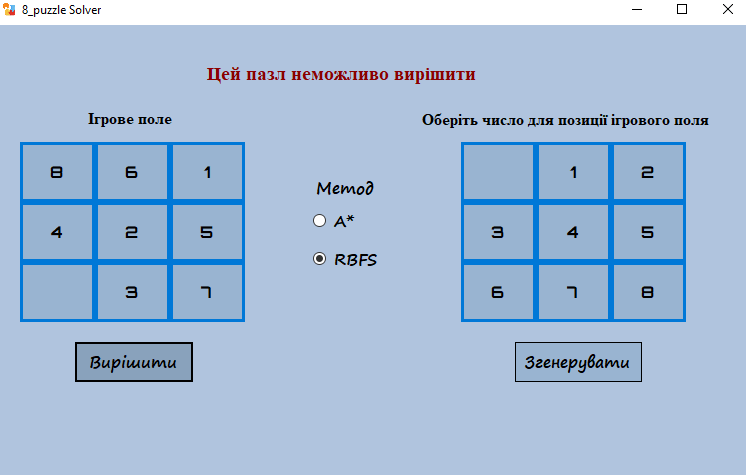 8_puzzle Solver
Цей пазл неможливо вирішити
Ігрове поле
Оберіть число для позиції ігрового поля
8 6 1
4 2 5
3 7
Метод
A*
RBFS
1 2
3 4 5
6 7 8
Вирішити
Згенерувати